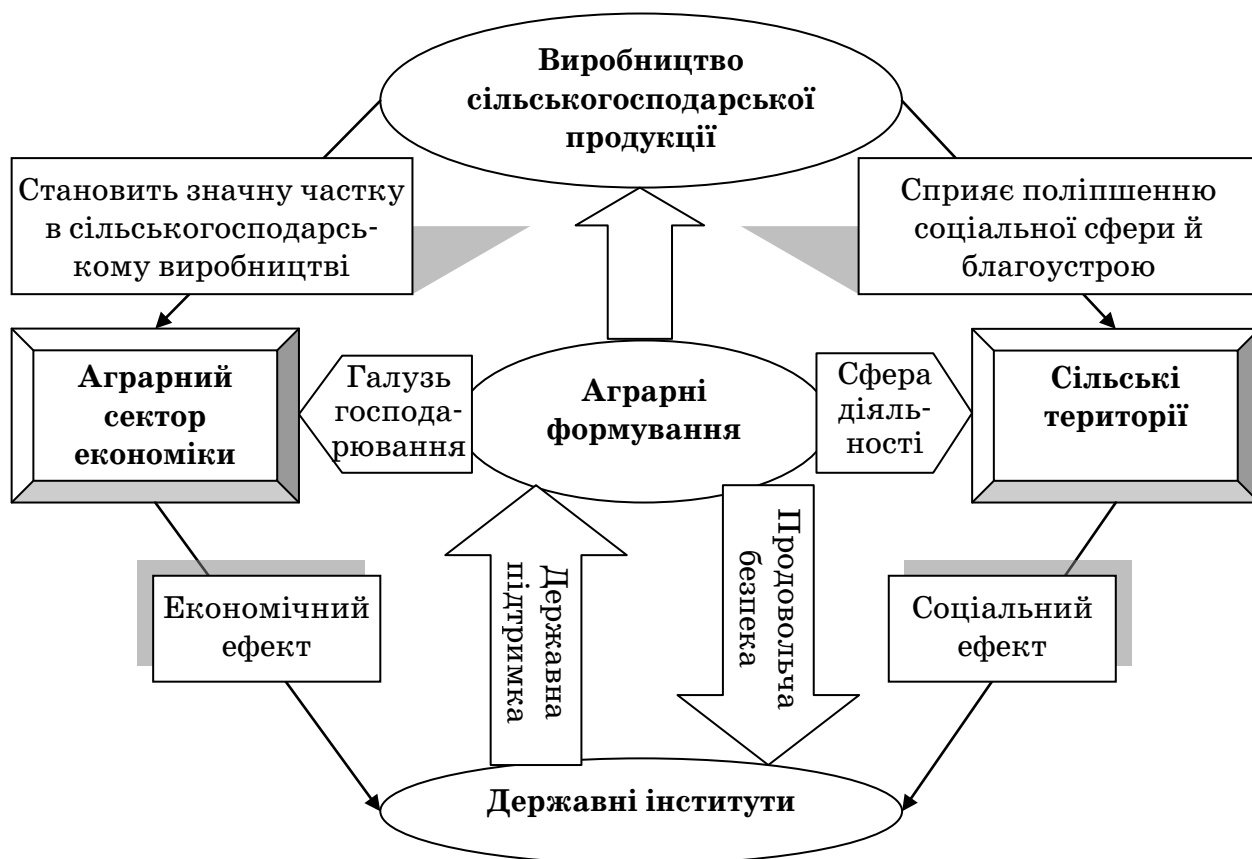 Виробництво
сільськогосподарської
продукції
Становить значну частку
в сільськогосподарсь-
кому виробництві
Сприяє поліпшенню
соціальної сфери й
благоустрою
Аграрний
сектор
економіки
Галузь
господа-
рювання
Аграрні
формування
Сфера
діяль-
ності
Сільські
території
Економічний
ефект
Державна
підтримка
Продовольча
безпека
Соціальний
ефект
Державні інститути